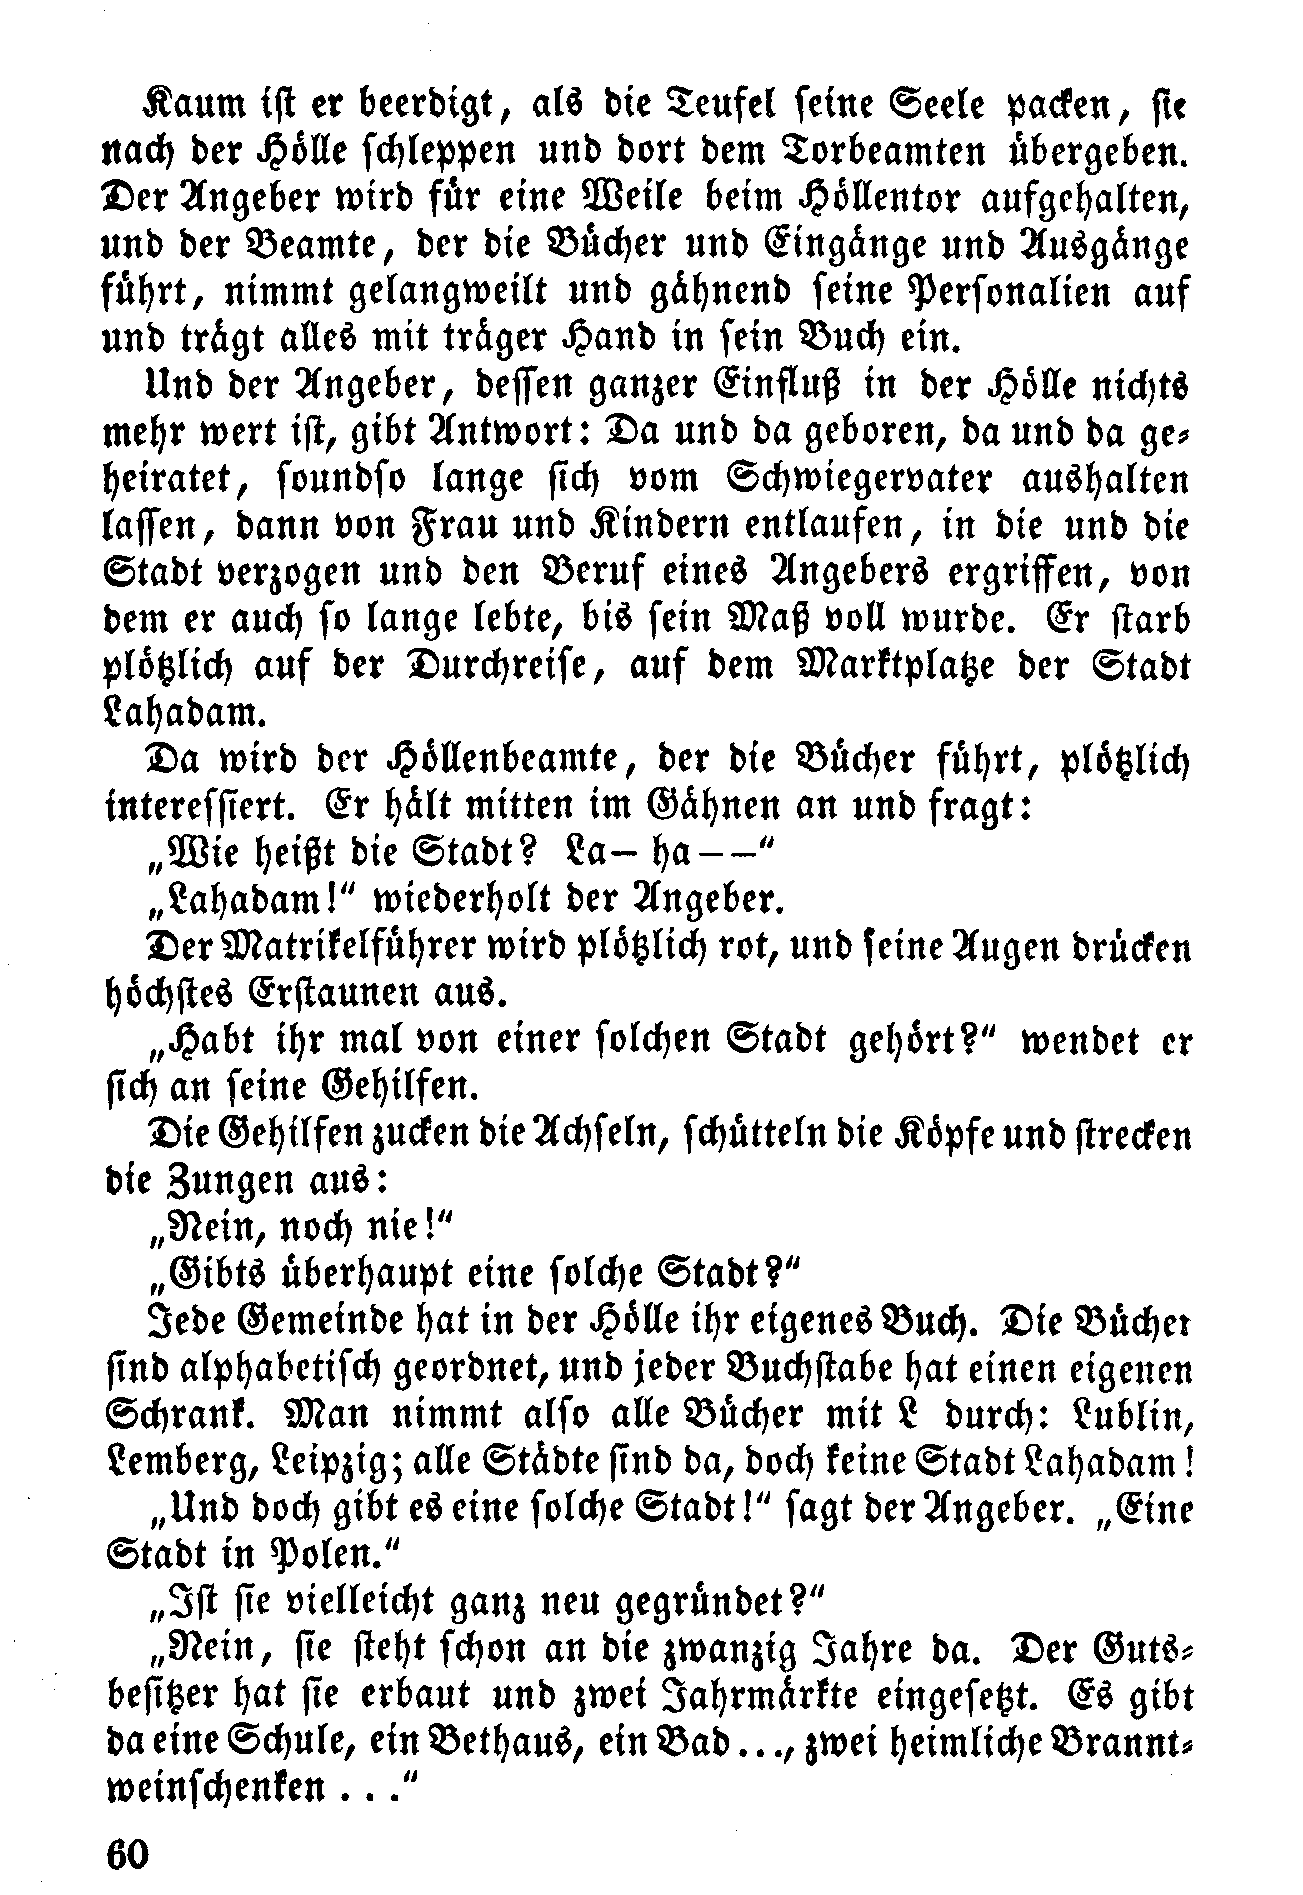 Kaum ist er beerdigt, als die Teufel seine Seele packen, sie
nach der Hölle schleppen und dort dem Torbeamten übergeben.
Der Angeber wird für eine Weile beim Höllentor aufgehalten,
und der Beamte, der die Bücher und Eingänge und Ausgänge
führt, nimmt gelangweilt und gähnend seine Personalien auf
und trägt alles mit träger Hand in sein Buch ein.
Und der Angeber, dessen ganzer Einfluß in der Hölle nichts
mehr wert ist, gibt Antwort: Da und da geboren, da und da ge-
heiratet, soundso lange sich vom Schwiegervater aushalten
lassen, dann von Frau und Kindern entlaufen, in die und die
Stadt verzogen und den Beruf eines Angebers ergriffen, von
dem er auch so lange lebte, bis sein Maß voll wurde. Er starb
plötzlich auf der Durchreise, auf dem Marktplatze der Stadt
Lahadam.
Da wird der Höllenbeamte, der die Bücher führt, plötzlich
interessiert. Er hält mitten im Gähnen an und fragt:
„Wie heißt die Stadt? La— ha——“
„Lahadam!“ wiederholt der Angeber.
Der Matrikelführer wird plötzlich rot, und seine Augen drücken
höchstes Erstaunen aus.
„Habt ihr mal von einer solchen Stadt gehört?“ wendet er
sich an seine Gehilfen.
Die Gehilfen zucken die Achseln, schütteln die Köpfe und strecken
die Zungen aus:
„Nein, noch nie!“
„Gibts überhaupt eine solche Stadt?“
Jede Gemeinde hat in der Hölle ihr eigenes Buch. Die Bücher
sind alphabetisch geordnet, und jeder Buchstabe hat einen eigenen
Schrank. Man nimmt also alle Bücher mit L durch: Lublin,
Lemberg, Leipzig; alle Städte sind da, doch keine Stadt Lahadam!
„Und doch gibt es eine solche Stadt!“ sagt der Angeber. „Eine
Stadt in Polen.“
„Ist sie vielleicht ganz neu gegründet?“
„Nein, sie steht schon an die zwanzig Jahre da. Der Guts-
besitzer hat sie erbaut und zwei Jahrmärkte eingesetzt. Es gibt
da eine Schule, ein Bethaus, ein Bad..., zwei heimliche Brannt-
weinschenken . . .“
60